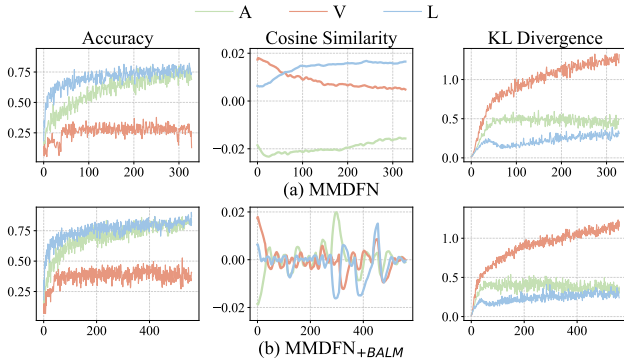 A V L
Accuracy Cosine Similarity KL Divergence
0.75 0.02 1.0
0.50 0.00 0.5
0.25 −0.02 0.0
0 100 200 300 0 100 200 300 0 100 200 300
(a) MMDFN
0.75 0.02 1.0
0.50 0.00 0.5
0.25 −0.02 0.0
0 200 400 0 200 400 0 200 400
(b) MMDFN+BALM